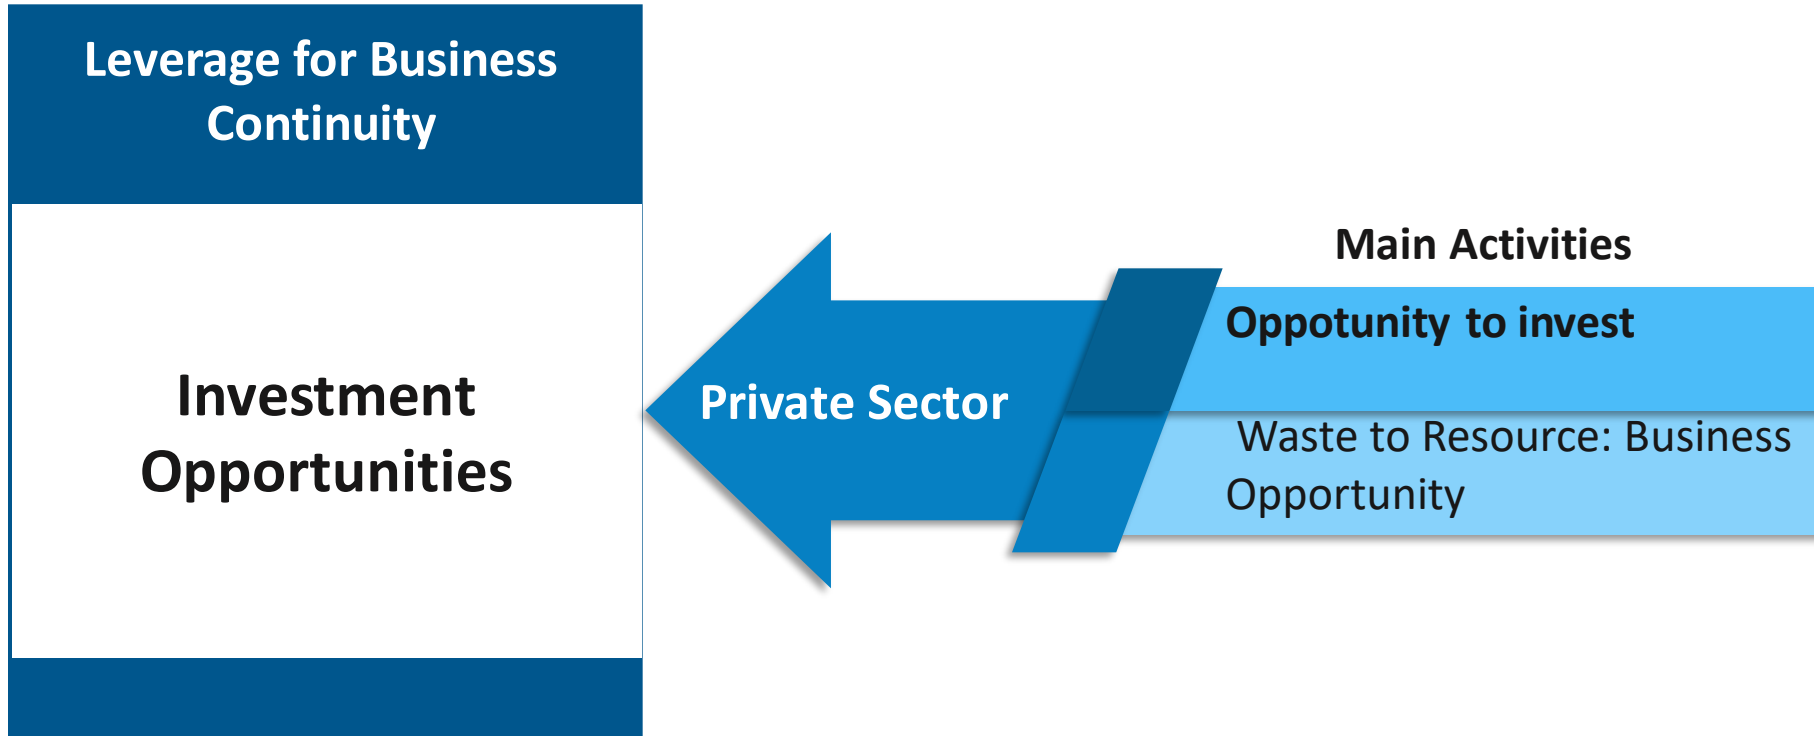 Leverage for Business
Continuity
Investment
Opportunities
Private Sector
Main Activities
Oppotunity to invest
Waste to Resource: Business
Opportunity